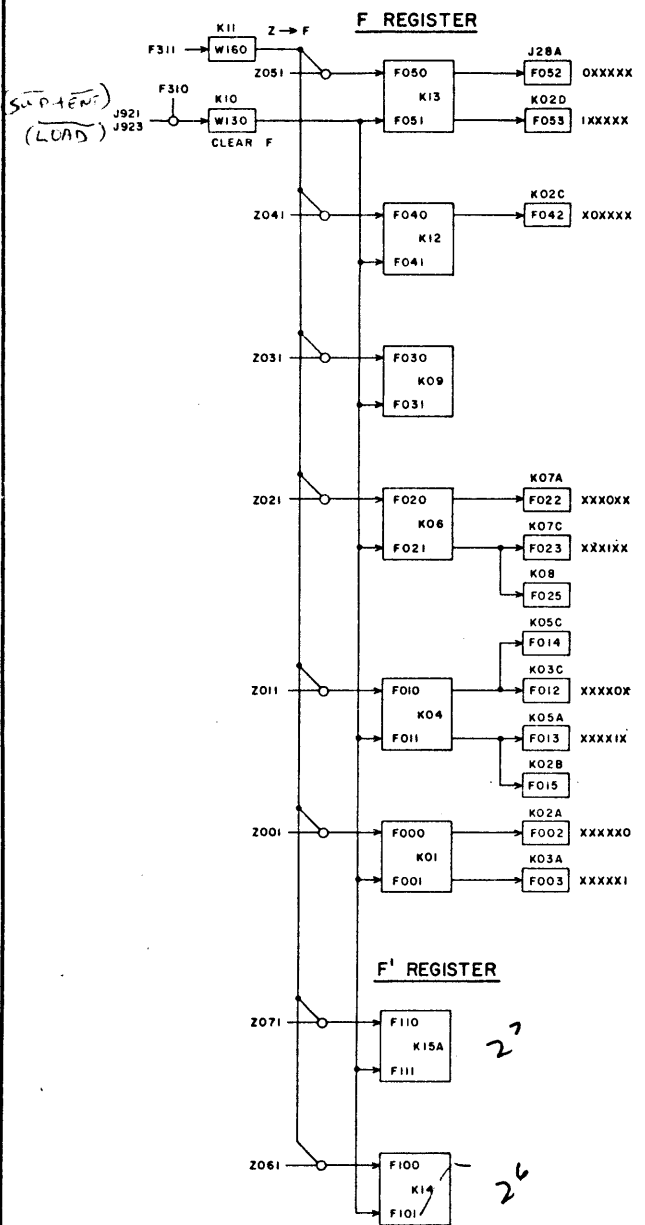 F REGISTER
K11
Z → F
F311
W160
J28A
Z051
F050
F052
0XXXXX
F310
K13
(LOAD)
J921
J923
K10
W130
F051
K02D
F053
1XXXXX
CLEAR F
K02C
Z041
F040
F042
X0XXXX
K12
F041
Z031
F030
K09
F031
K07A
Z021
F020
F022
XXX0XX
K06
K07C
F021
F023
XXX1XX
K08
F025
K05C
F014
K03C
Z011
F010
F012
XXXX0X
K04
K05A
F011
F013
XXXX1X
K02B
F015
K02A
Z001
F000
F002
XXXXX0
K01
K03A
F001
F003
XXXXX1
F' REGISTER
Z071
F110
K15A
2⁷
F111
Z061
F100
K14
2⁶
F101